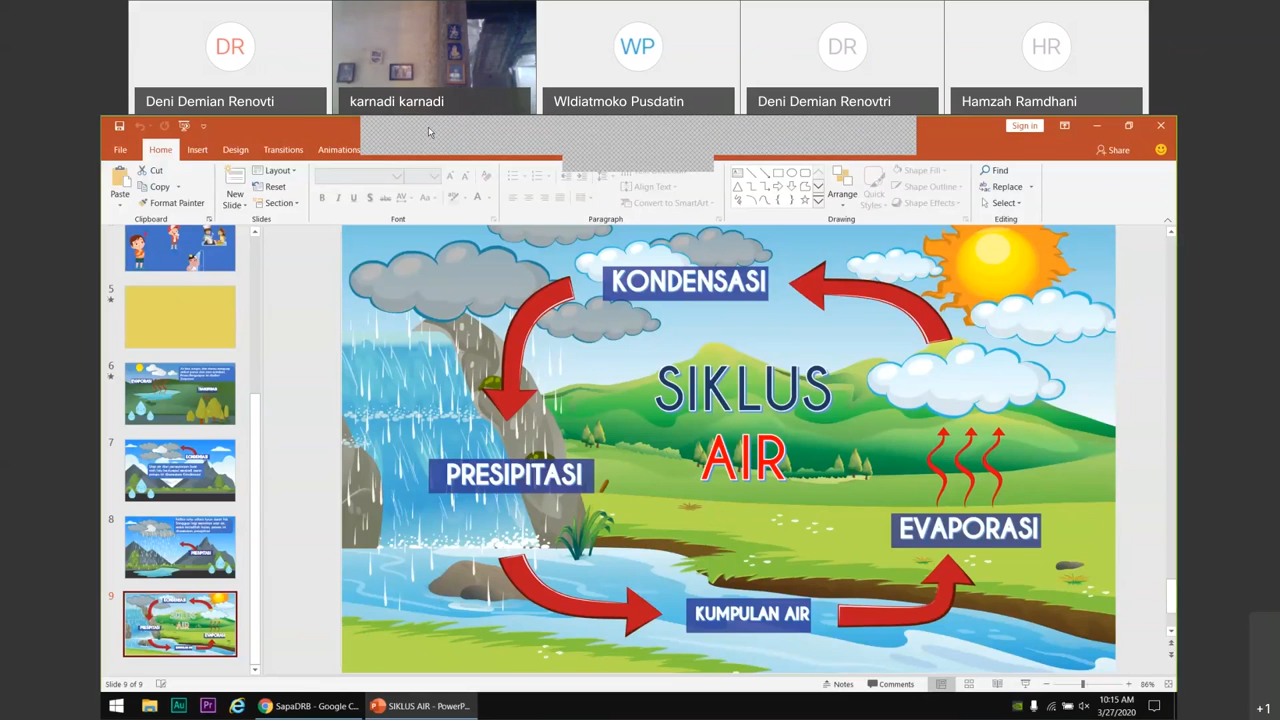 DR
WP
DR
HR
Deni Demian Renovti
karnadi karnadi
WIdiatmoko Pusdatin
Deni Demian Renovtri
Hamzah Ramdhani
Sign in
File
Home
Insert
Design
Transitions
Animations
Share
Paste
Cut
Copy
Format Painter
Clipboard
New
Slide
Layout
Reset
Section
Slides
Font
Align Text
Convert to SmartArt
Paragraph
Arrange
Quick
Styles
Shape Fill
Shape Outline
Shape Effects
Drawing
Find
Replace
Select
Editing
5
6
7
8
9
KONDENSASI
SIKLUS
AIR
PRESIPITASI
EVAPORASI
KUMPULAN AIR
Slide 9 of 9
Notes
Comments
86%
SapaDRB - Google C...
SIKLUS AIR - PowerP...
10:15 AM
3/27/2020
+1